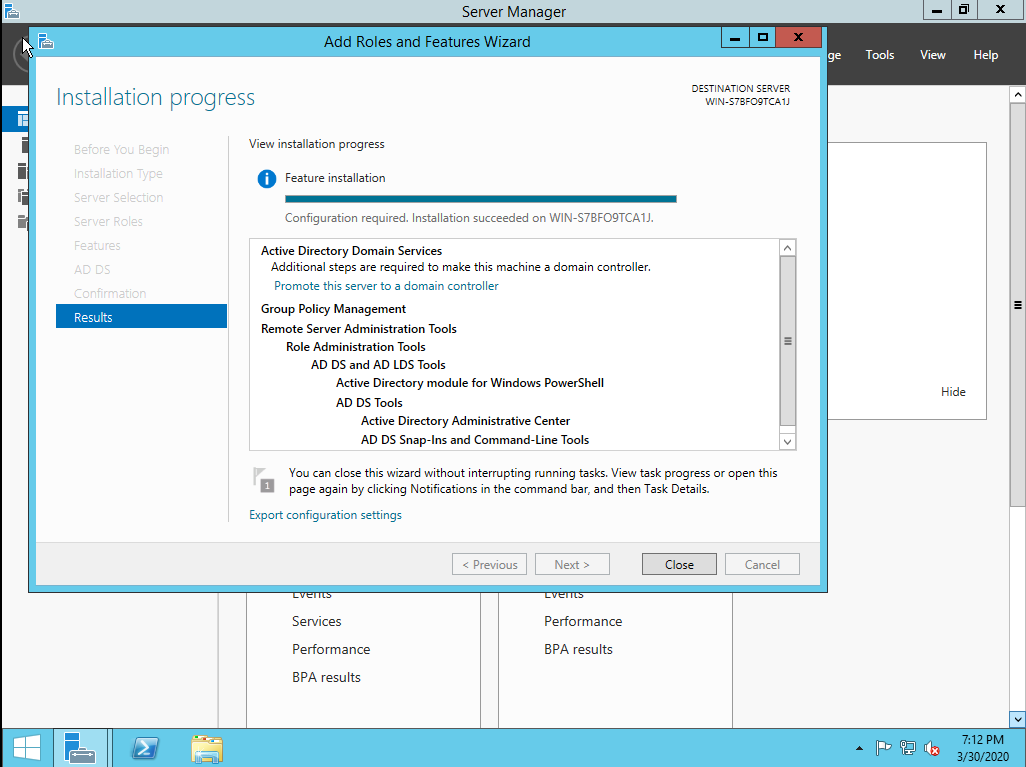 Server Manager
Add Roles and Features Wizard
ge Tools View Help
Installation progress
DESTINATION SERVER
WIN-S7BFO9TCA1J
Before You Begin
Installation Type
Server Selection
Server Roles
Features
AD DS
Confirmation
Results
View installation progress
Feature installation
Configuration required. Installation succeeded on WIN-S7BFO9TCA1J.
Active Directory Domain Services
Additional steps are required to make this machine a domain controller.
Promote this server to a domain controller
Group Policy Management
Remote Server Administration Tools
Role Administration Tools
AD DS and AD LDS Tools
Active Directory module for Windows PowerShell
AD DS Tools
Active Directory Administrative Center
AD DS Snap-Ins and Command-Line Tools
1
You can close this wizard without interrupting running tasks. View task progress or open this
page again by clicking Notifications in the command bar, and then Task Details.
Export configuration settings
< Previous
Next >
Close
Cancel
Hide
Events
Services
Performance
BPA results
Events
Performance
BPA results
7:12 PM
3/30/2020